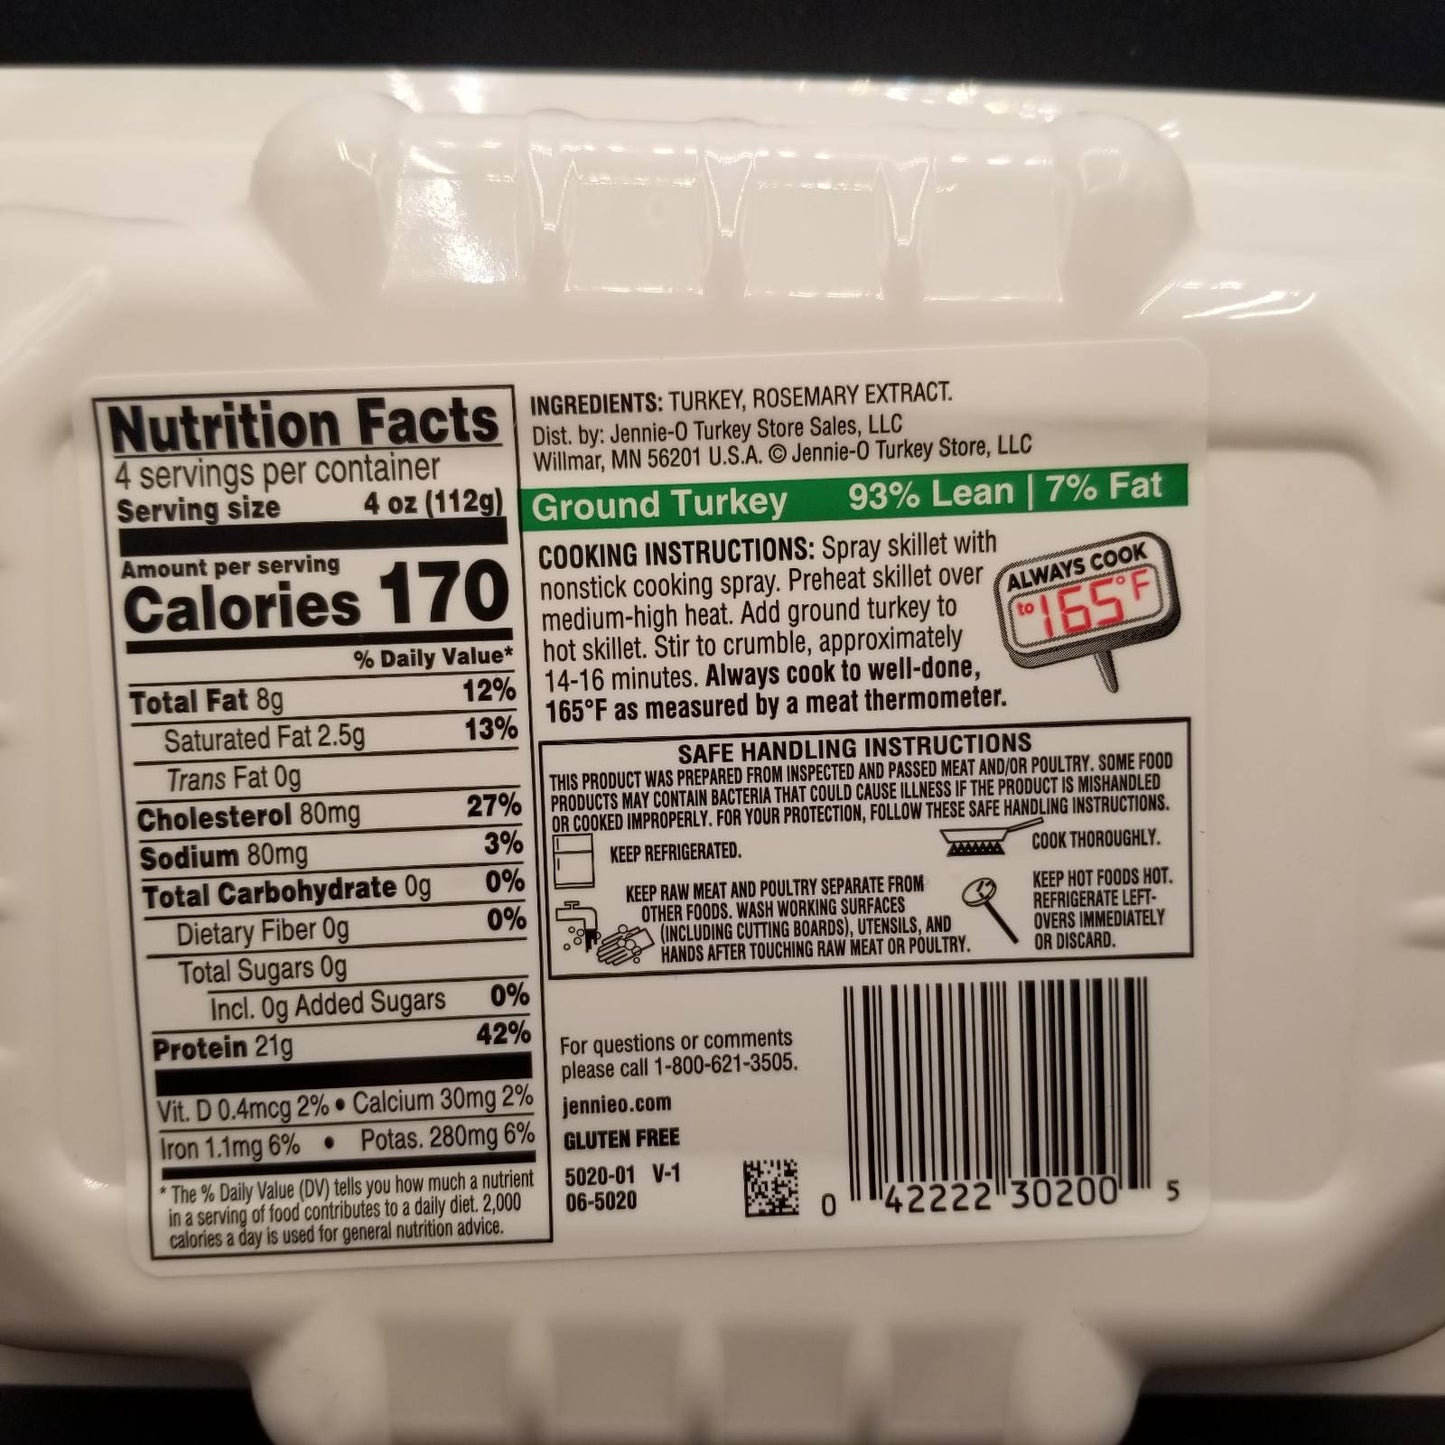 Nutrition Facts
4 servings per container
Serving size 4 oz (112g)
Amount per serving
Calories 170
% Daily Value*
Total Fat 8g 12%
Saturated Fat 2.5g 13%
Trans Fat 0g
Cholesterol 80mg 27%
Sodium 80mg 3%
Total Carbohydrate 0g 0%
Dietary Fiber 0g 0%
Total Sugars 0g
Incl. 0g Added Sugars 0%
Protein 21g 42%
Vit. D 0.4mcg 2% • Calcium 30mg 2%
Iron 1.1mg 6% • Potas. 280mg 6%
* The % Daily Value (DV) tells you how much a nutrient
in a serving of food contributes to a daily diet. 2,000
calories a day is used for general nutrition advice.
INGREDIENTS: TURKEY, ROSEMARY EXTRACT.
Dist. by: Jennie-O Turkey Store Sales, LLC
Willmar, MN 56201 U.S.A. © Jennie-O Turkey Store, LLC
Ground Turkey 93% Lean | 7% Fat
COOKING INSTRUCTIONS: Spray skillet with
nonstick cooking spray. Preheat skillet over
medium-high heat. Add ground turkey to
hot skillet. Stir to crumble, approximately
14-16 minutes. Always cook to well-done,
165°F as measured by a meat thermometer.
ALWAYS COOK
to 165°F
SAFE HANDLING INSTRUCTIONS
THIS PRODUCT WAS PREPARED FROM INSPECTED AND PASSED MEAT AND/OR POULTRY. SOME FOOD
PRODUCTS MAY CONTAIN BACTERIA THAT COULD CAUSE ILLNESS IF THE PRODUCT IS MISHANDLED
OR COOKED IMPROPERLY. FOR YOUR PROTECTION, FOLLOW THESE SAFE HANDLING INSTRUCTIONS.
KEEP REFRIGERATED.
COOK THOROUGHLY.
KEEP RAW MEAT AND POULTRY SEPARATE FROM
OTHER FOODS. WASH WORKING SURFACES
(INCLUDING CUTTING BOARDS), UTENSILS, AND
HANDS AFTER TOUCHING RAW MEAT OR POULTRY.
KEEP HOT FOODS HOT.
REFRIGERATE LEFT-
OVERS IMMEDIATELY
OR DISCARD.
For questions or comments
please call 1-800-621-3505.
jennieo.com
GLUTEN FREE
5020-01 V-1
06-5020
0 42222 30200 5